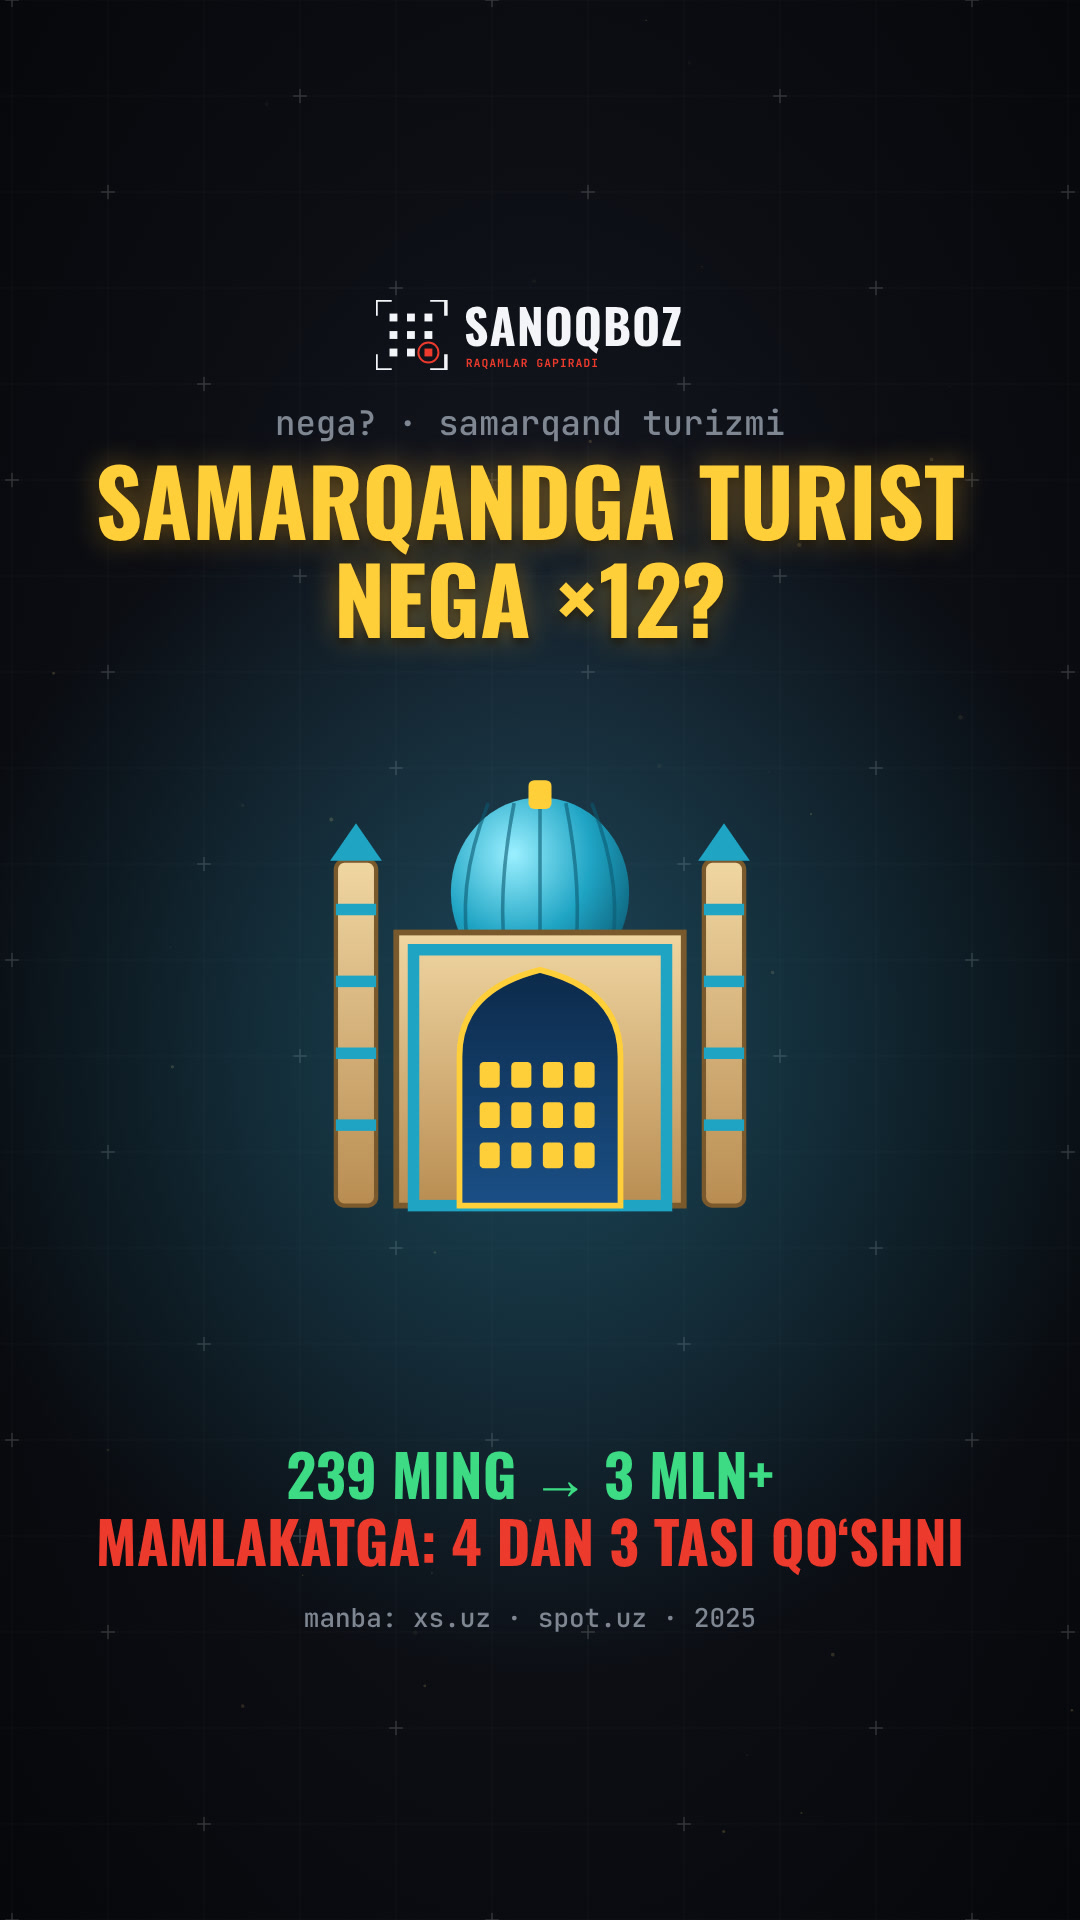 SANOQBOZ
RAQAMLAR GAPIRADI
nega? · samarqand turizmi
SAMARQANDGA TURIST
NEGA ×12?
239 MING → 3 MLN+
MAMLAKATGA: 4 DAN 3 TASI QO‘SHNI
manba: xs.uz · spot.uz · 2025